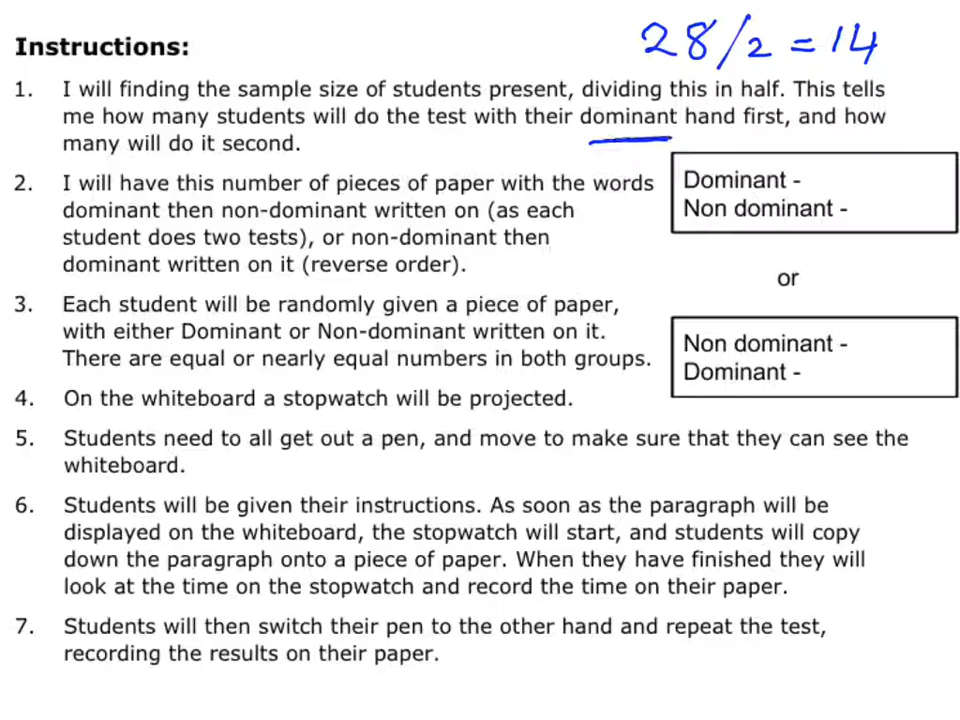 28/2 = 14
Instructions:
1. I will finding the sample size of students present, dividing this in half. This tells
me how many students will do the test with their dominant hand first, and how
many will do it second.
2. I will have this number of pieces of paper with the words
dominant then non-dominant written on (as each
student does two tests), or non-dominant then
dominant written on it (reverse order).
Dominant -
Non dominant -
or
Non dominant -
Dominant -
3. Each student will be randomly given a piece of paper,
with either Dominant or Non-dominant written on it.
There are equal or nearly equal numbers in both groups.
4. On the whiteboard a stopwatch will be projected.
5. Students need to all get out a pen, and move to make sure that they can see the
whiteboard.
6. Students will be given their instructions. As soon as the paragraph will be
displayed on the whiteboard, the stopwatch will start, and students will copy
down the paragraph onto a piece of paper. When they have finished they will
look at the time on the stopwatch and record the time on their paper.
7. Students will then switch their pen to the other hand and repeat the test,
recording the results on their paper.